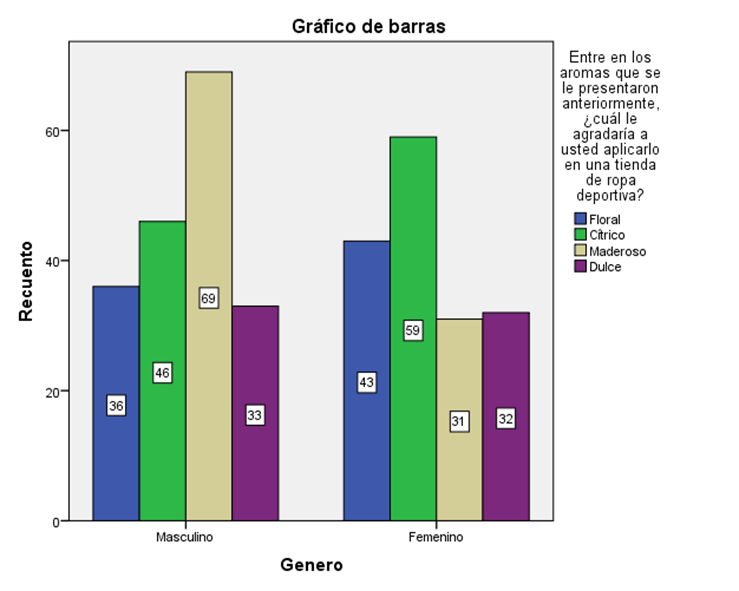 Gráfico de barras
Entre en los
aromas que se
le presentaron
anteriormente,
¿cuál le
agradaría a
usted aplicarlo
en una tienda
de ropa
deportiva?
Floral
Cítrico
Maderoso
Dulce
Recuento
60
40
20
0
36
46
69
33
43
59
31
32
Masculino
Femenino
Genero